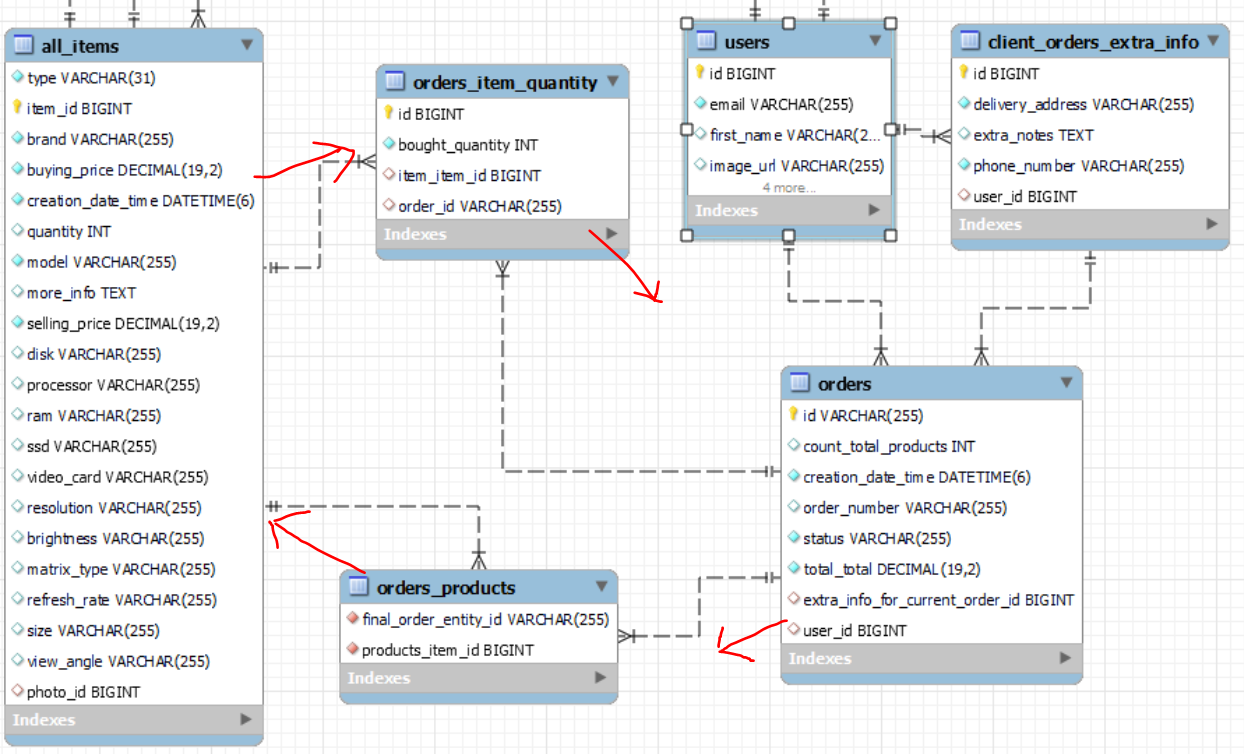 all_items
type VARCHAR(31)
item_id BIGINT
brand VARCHAR(255)
buying_price DECIMAL(19,2)
creation_date_time DATETIME(6)
quantity INT
model VARCHAR(255)
more_info TEXT
selling_price DECIMAL(19,2)
disk VARCHAR(255)
processor VARCHAR(255)
ram VARCHAR(255)
ssd VARCHAR(255)
video_card VARCHAR(255)
resolution VARCHAR(255)
brightness VARCHAR(255)
matrix_type VARCHAR(255)
refresh_rate VARCHAR(255)
size VARCHAR(255)
view_angle VARCHAR(255)
photo_id BIGINT
Indexes
orders_item_quantity
id BIGINT
bought_quantity INT
item_item_id BIGINT
order_id VARCHAR(255)
Indexes
users
id BIGINT
email VARCHAR(255)
first_name VARCHAR(2...
image_url VARCHAR(255)
4 more...
Indexes
client_orders_extra_info
id BIGINT
delivery_address VARCHAR(255)
extra_notes TEXT
phone_number VARCHAR(255)
user_id BIGINT
Indexes
orders_products
final_order_entity_id VARCHAR(255)
products_item_id BIGINT
Indexes
orders
id VARCHAR(255)
count_total_products INT
creation_date_time DATETIME(6)
order_number VARCHAR(255)
status VARCHAR(255)
total_total DECIMAL(19,2)
extra_info_for_current_order_id BIGINT
user_id BIGINT
Indexes